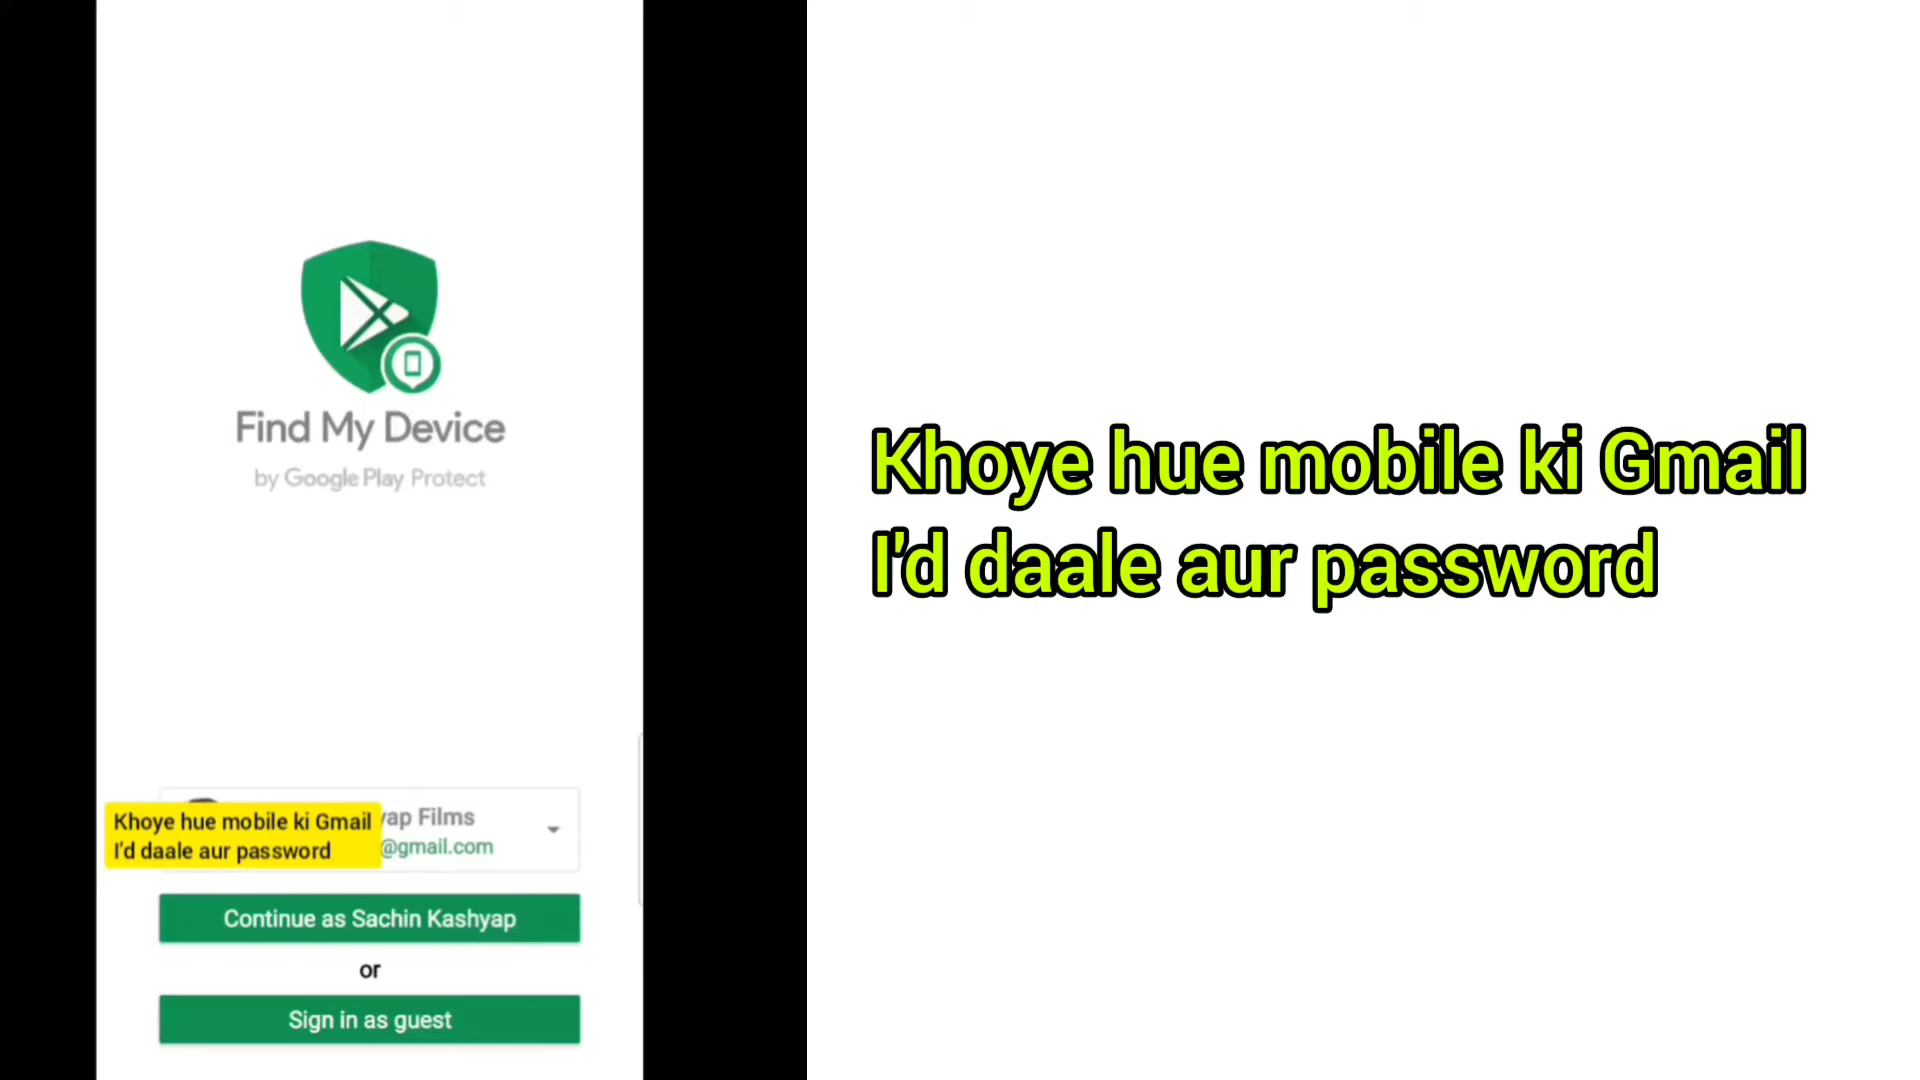 Find My Device
by Google Play Protect
Khoye hue mobile ki Gmail
I'd daale aur password
yap Films
@gmail.com
Continue as Sachin Kashyap
or
Sign in as guest
Khoye hue mobile ki Gmail
I'd daale aur password